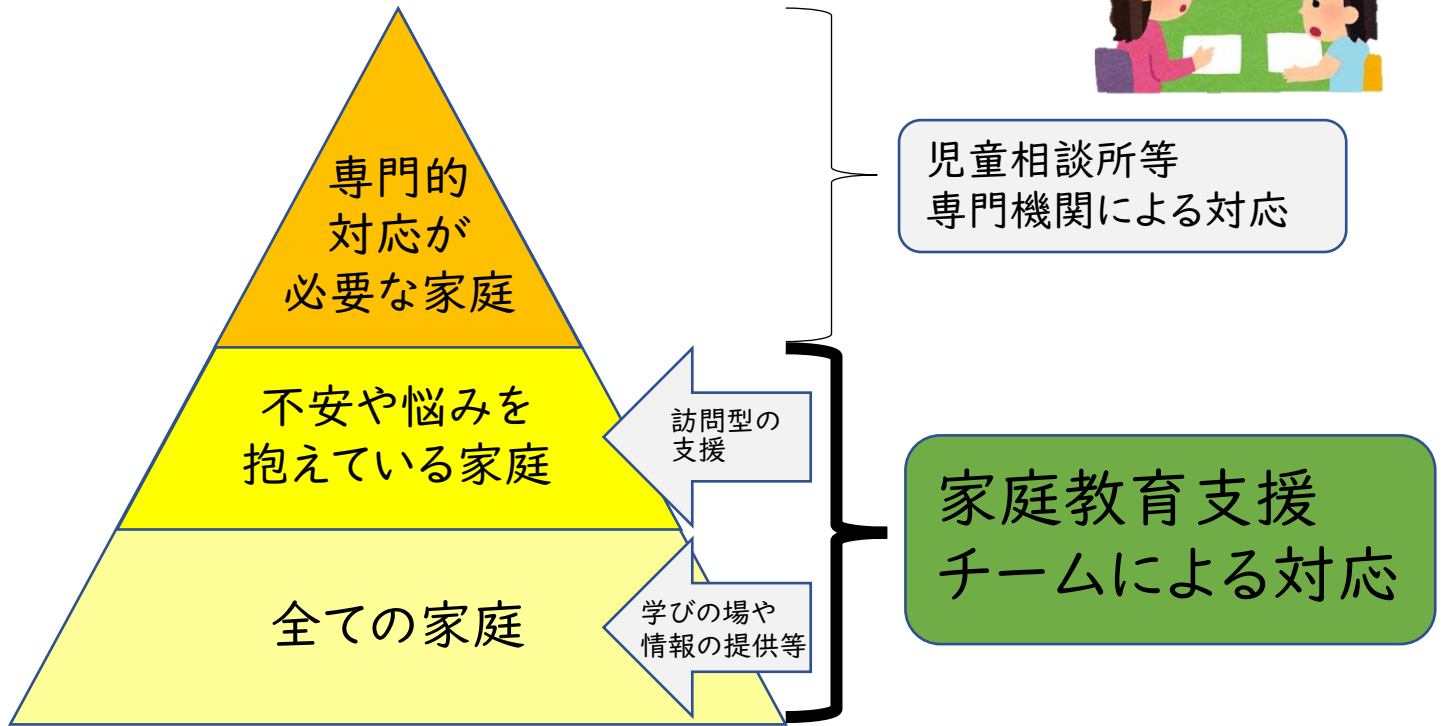 専門的
対応が
必要な家庭
児童相談所等
専門機関による対応
不安や悩みを
抱えている家庭
訪問型の
支援
家庭教育支援
チームによる対応
全ての家庭
学びの場や
情報の提供等